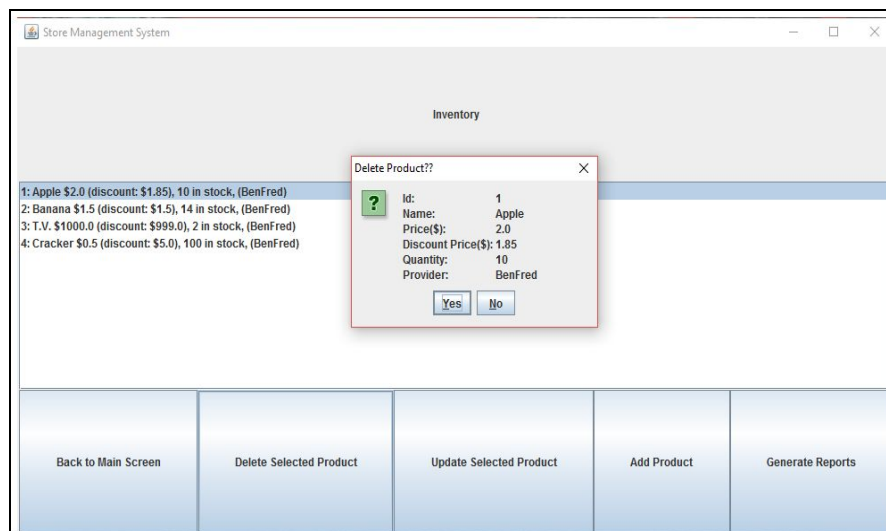 Store Management System
Inventory
Delete Product??
1: Apple $2.0 (discount: $1.85), 10 in stock, (BenFred)
2: Banana $1.5 (discount: $1.5), 14 in stock, (BenFred)
3: T.V. $1000.0 (discount: $999.0), 2 in stock, (BenFred)
4: Cracker $0.5 (discount: $5.0), 100 in stock, (BenFred)
?
Id: 1
Name: Apple
Price($): 2.0
Discount Price($): 1.85
Quantity: 10
Provider: BenFred
Yes No
Back to Main Screen Delete Selected Product Update Selected Product Add Product Generate Reports